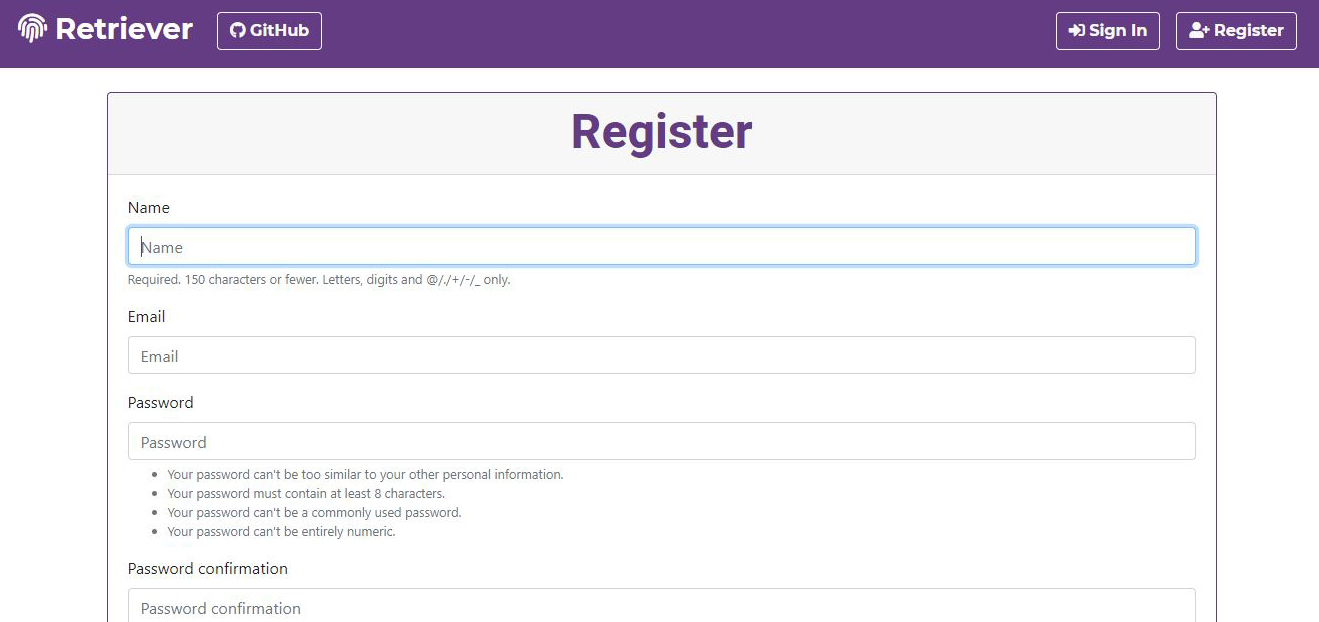 Retriever
GitHub
Sign In
Register
Register
Name
Name
Required. 150 characters or fewer. Letters, digits and @/./+/-/_ only.
Email
Email
Password
Password
Your password can't be too similar to your other personal information.
Your password must contain at least 8 characters.
Your password can't be a commonly used password.
Your password can't be entirely numeric.
Password confirmation
Password confirmation